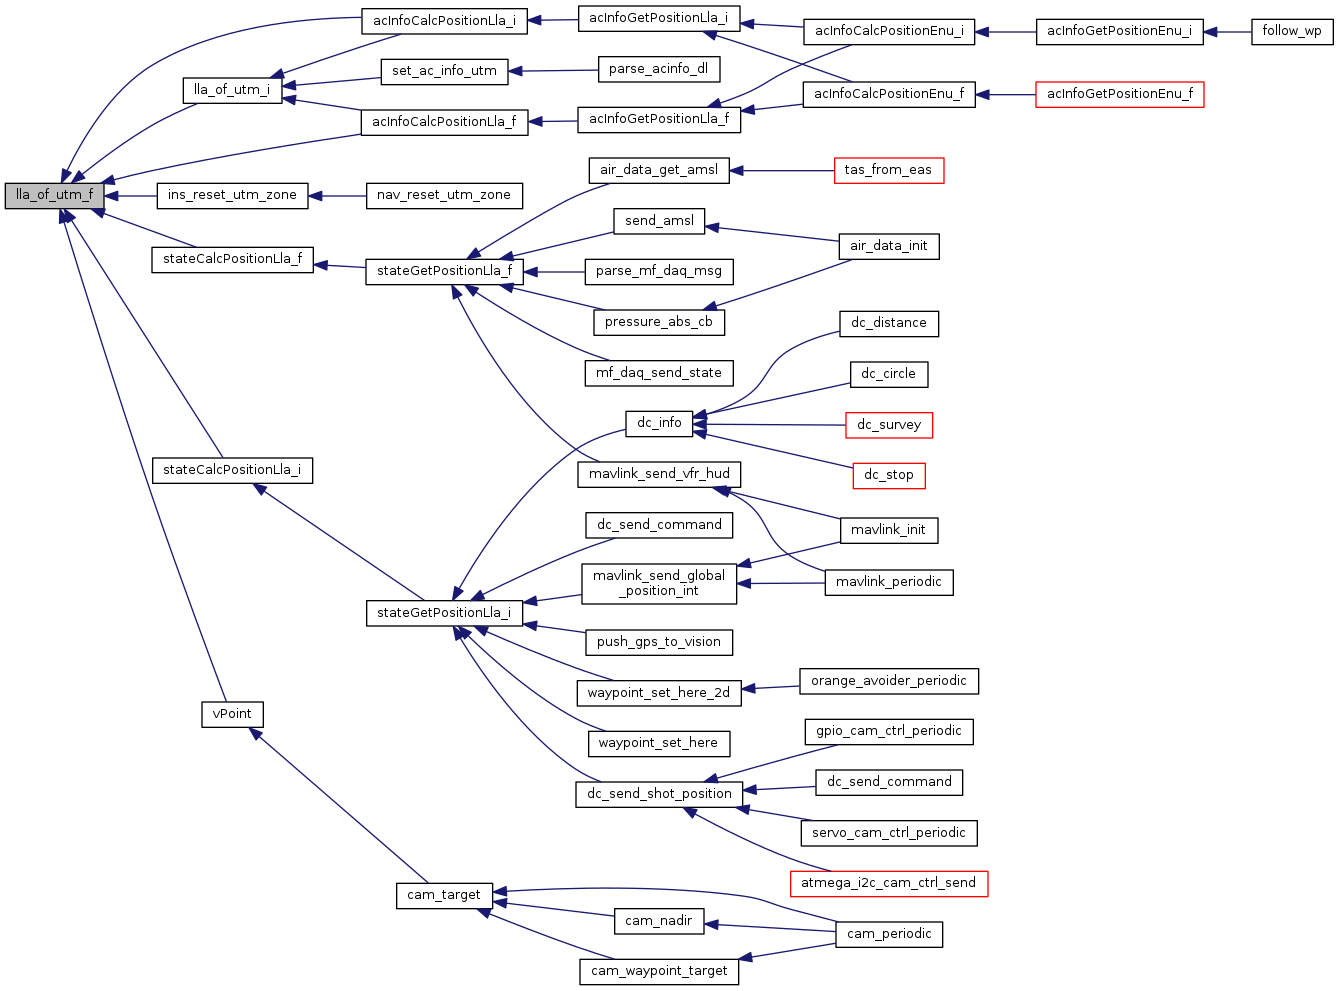 lla_of_utm_f
acInfoCalcPositionLla_i
lla_of_utm_i
set_ac_info_utm
acInfoCalcPositionLla_f
ins_reset_utm_zone
nav_reset_utm_zone
stateCalcPositionLla_f
stateGetPositionLla_f
stateCalcPositionLla_i
stateGetPositionLla_i
vPoint
cam_target
acInfoGetPositionLla_i
parse_acinfo_dl
acInfoGetPositionLla_f
acInfoCalcPositionEnu_i
acInfoGetPositionEnu_i
follow_wp
acInfoCalcPositionEnu_f
acInfoGetPositionEnu_f
air_data_get_amsl
tas_from_eas
send_amsl
air_data_init
parse_mf_daq_msg
pressure_abs_cb
mf_daq_send_state
dc_distance
dc_circle
dc_info
dc_survey
dc_stop
mavlink_send_vfr_hud
dc_send_command
mavlink_init
mavlink_send_global
_position_int
mavlink_periodic
push_gps_to_vision
waypoint_set_here_2d
orange_avoider_periodic
waypoint_set_here
gpio_cam_ctrl_periodic
dc_send_shot_position
dc_send_command
servo_cam_ctrl_periodic
atmega_i2c_cam_ctrl_send
cam_nadir
cam_periodic
cam_waypoint_target